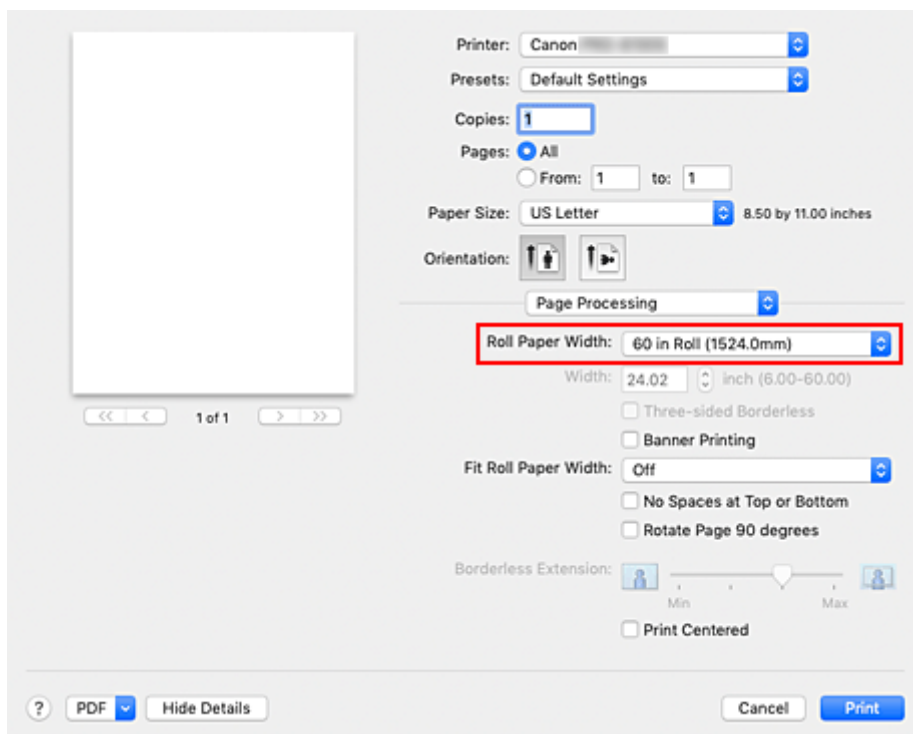 Printer: Canon
Presets: Default Settings
Copies: 1
Pages: All
From: 1 to: 1
Paper Size: US Letter 8.50 by 11.00 inches
Orientation:
Page Processing
Roll Paper Width: 60 in Roll (1524.0mm)
Width: 24.02 inch (6.00-60.00)
Three-sided Borderless
1 of 1
Banner Printing
Fit Roll Paper Width: Off
No Spaces at Top or Bottom
Rotate Page 90 degrees
Borderless Extension:
Min Max
Print Centered
? PDF Hide Details Cancel Print